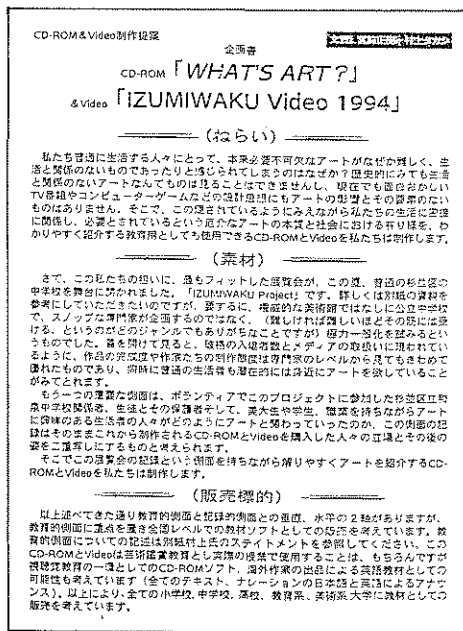 CD-ROM&Video制作提案
企画書
CD-ROM「WHAT'S ART?」
&Video「IZUMIWAKU Video 1994」
(ねらい)
私たち普通に生活する人々にとって、本来必要不可欠なアートがなぜか難しく、生
活と関係のないものであったりと感じられてしまうのはなぜか？歴史的にみても生活
と関係のないアートなんてものは見ることはできませんし、現在でも面白おかしい
TV番組やコンピューターゲームなどの設計思想にもアートの影響とその要素のない
ものはありません。そこで、この隠されているようにみえながら私たちの生活に密接
に関係し、必要とされているという厄介なアートの本質と社会における有り様を、わ
かりやすく紹介する教育用としても使用できるCD-ROMとVideoを私たちは制作します。
(素材)
さて、この私たちの想いに、最もフィットした展覧会が、この夏、普通の杉並区の
中学校を舞台に開かれました。「IZUMIWAKU Project」です。詳しくは別紙の資料を
参考にしていただきたいのですが、要するに、権威的な美術館ではなしに公立中学校
で、スノッブな専門家が企画するのではなく、（難しければ難しいほどその筋には受
ける、というのがどのジャンルでもありがちなことですが）極力一般化を試みるとい
うものでした。蓋を開けて見ると、破格の入場者数とメディアの取扱いに現われてい
るように、作品の完成度や作家たちの制作態度は専門家のレベルから見てもきわめて
優れたものであり、同時に普通の生活者も潜在的には身近にアートを欲していること
がみてとれます。
もう一つの重要な側面は、ボランティアでこのプロジェクトに参加した杉並区立和
泉中学校関係者、生徒とその保護者そして、美大生や学生、職業を持ちながらアート
に興味のある生活者の人々がどのようにアートと関わっていったのか、この側面の記
録はそのままこれから制作されるCD-ROMとVideoを購入した人々の立場とその後の
姿を二重写しにするものと考えられます。
そこでこの展覧会の記録という側面を持ちながら解りやすくアートを紹介するCD-
ROMとVideoを私たちは制作します。
(販売標的)
以上述べてきた通り教育的側面と記録的側面との垂直、水平の2軸がありますが、
教育的側面に重点を置き全国レベルでの教材ソフトとしての販売を考えています。教
育的側面についての記述は別紙村上氏のステイトメントを参照してください。この
CD-ROMとVideoは芸術鑑賞教育とし実際の授業で使用することは、もちろんですが
視聴覚教育の一環としてのCD-ROMソフト、海外作家の出品による英語教材としての
可能性も考えています（全てのテキスト、ナレーションの日本語と英語によるアナウ
ンス）。以上により、全ての小学校、中学校、高校、教育系、美術系大学に教材としての
販売を考えています。